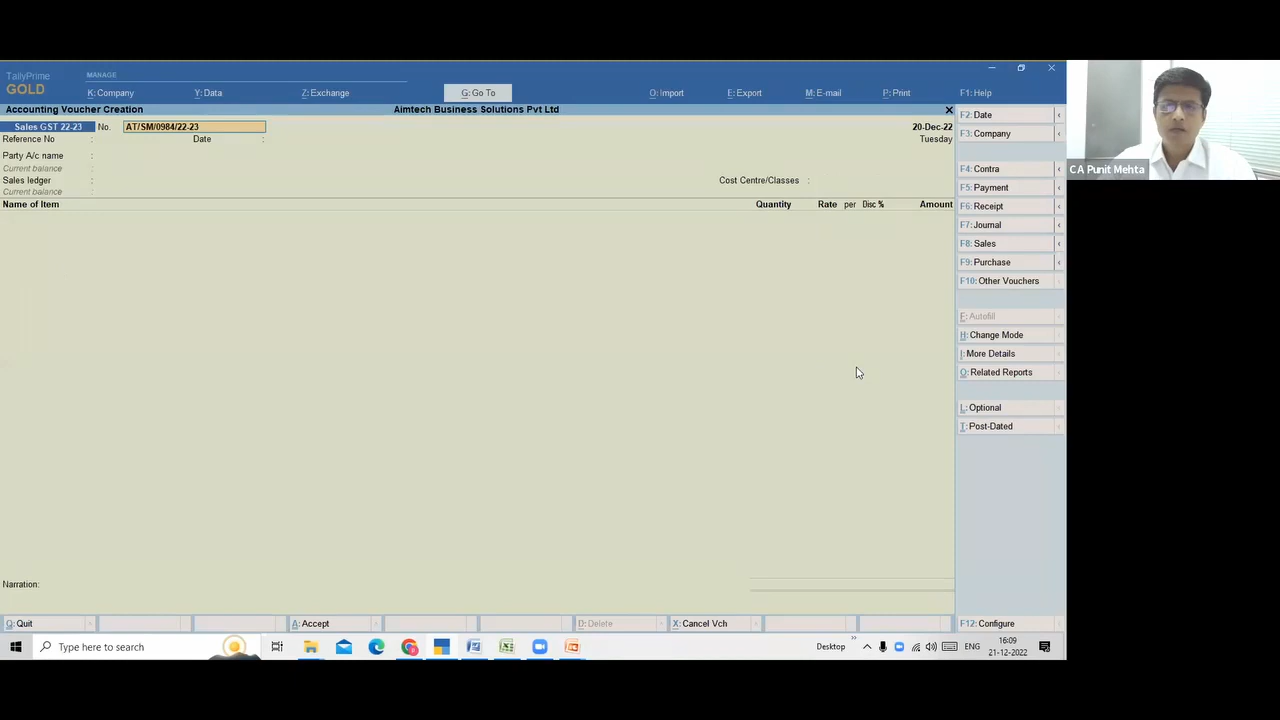 TallyPrime
GOLD
MANAGE
K: Company
Y: Data
Z: Exchange
G: Go To
O: Import
E: Export
M: E-mail
P: Print
F1: Help
Accounting Voucher Creation
Aimtech Business Solutions Pvt Ltd
Sales GST 22-23 No. AT/SM/0984/22-23
20-Dec-22
Reference No : Date :
Tuesday
Party A/c name :
Current balance :
Sales ledger :
Cost Centre/Classes :
Current balance :
Name of Item Quantity Rate per Disc % Amount
Narration:
F2: Date
F3: Company
F4: Contra
F5: Payment
F6: Receipt
F7: Journal
F8: Sales
F9: Purchase
F10: Other Vouchers
F: Autofill
H: Change Mode
I: More Details
O: Related Reports
L: Optional
T: Post-Dated
Q: Quit
A: Accept
D: Delete
X: Cancel Vch
F12: Configure
CA Punit Mehta
Type here to search
Desktop
ENG
16:09
21-12-2022